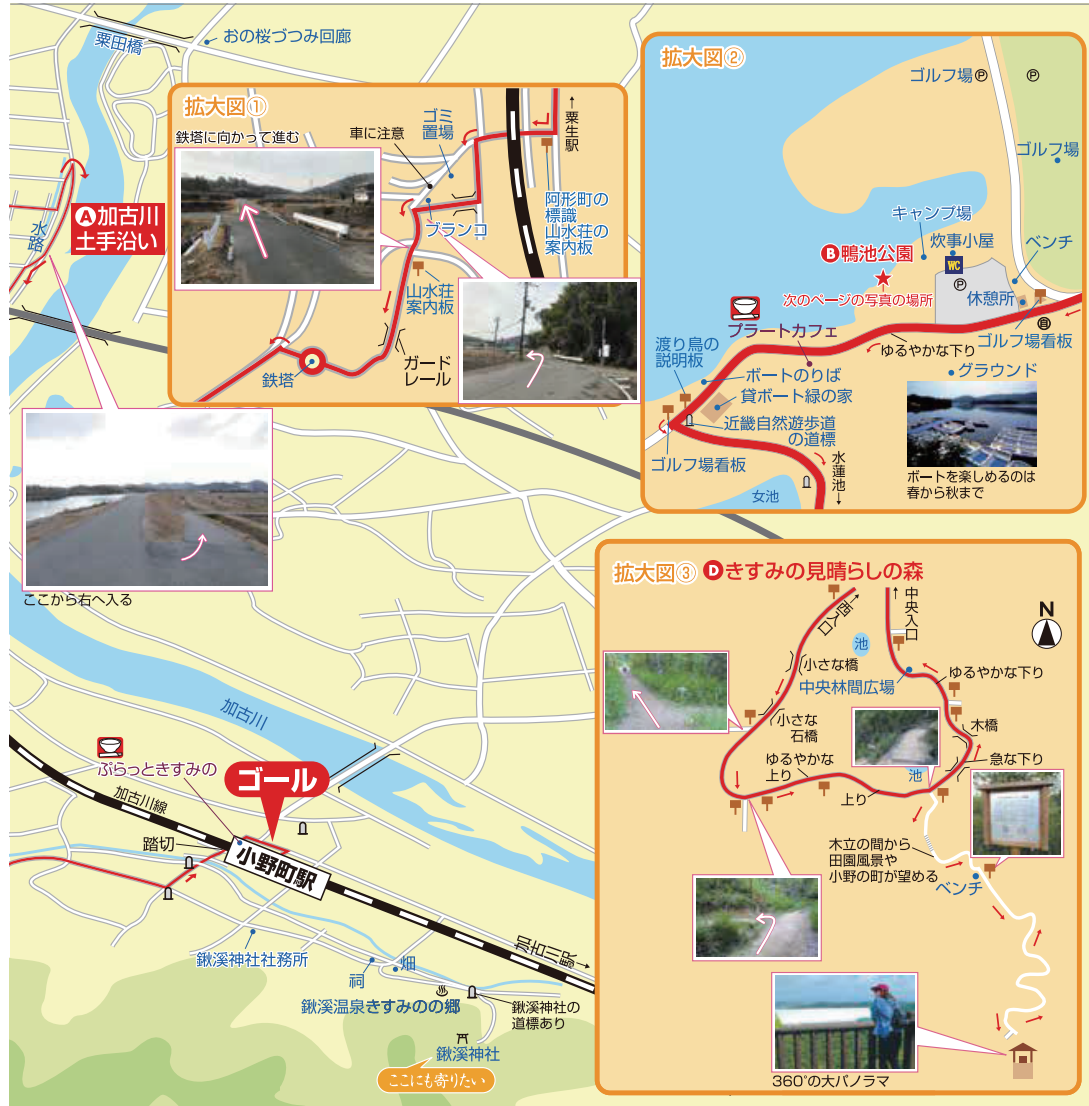 粟田橋
おの桜づつみ回廊
水路
Ⓐ加古川
土手沿い
拡大図①
鉄塔に向かって進む
車に注意
ゴミ
置場
↑粟生駅
阿形町の
標識
山水荘の
案内板
ブランコ
山水荘
案内板
ガード
レール
鉄塔
ここから右へ入る
拡大図②
ゴルフ場Ⓟ
Ⓟ
ゴルフ場
キャンプ場
炊事小屋
ベンチ
Ⓑ鴨池公園
WC
Ⓟ
次のページの写真の場所
休憩所
プラートカフェ
ゴルフ場看板
ゆるやかな下り
渡り鳥の
説明板
ボートのりば
グラウンド
貸ボート緑の家
近畿自然遊歩道
の道標
ゴルフ場看板
水蓮池↓
女池
ボートを楽しめるのは
春から秋まで
拡大図③ Ⓓきすみの見晴らしの森
西入口
↑中央入口
N
池
小さな橋
中央林間広場
ゆるやかな下り
小さな
石橋
木橋
ゆるやかな
上り
池
急な下り
上り
木立の間から
田園風景や
小野の町が望める
ベンチ
360°の大パノラマ
加古川
ぷらっときすみの
ゴール
加古川線
踏切
小野町駅
加古川駅→
鍬溪神社社務所
祠
畑
鍬溪温泉きすみのの郷
鍬溪神社の
道標あり
鍬溪神社
ここにも寄りたい